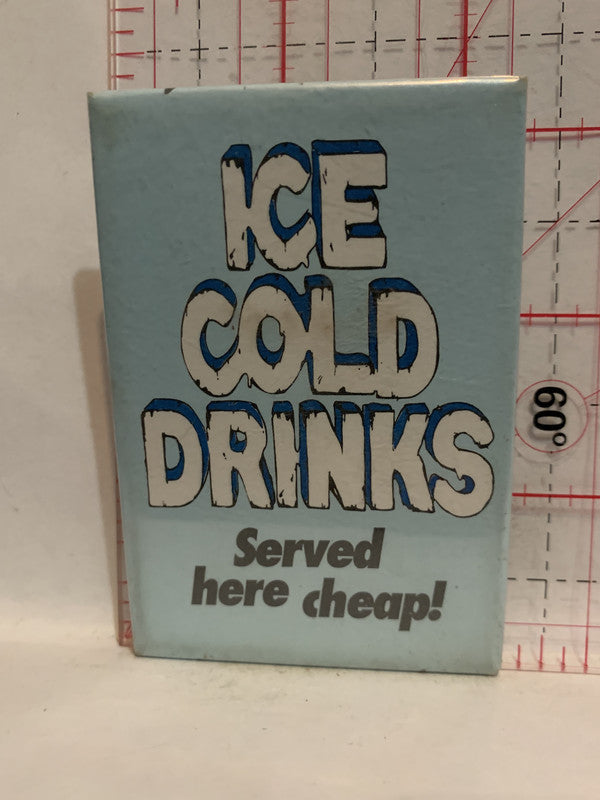 ICE
COLD
DRINKS
Served
here cheap!
60°